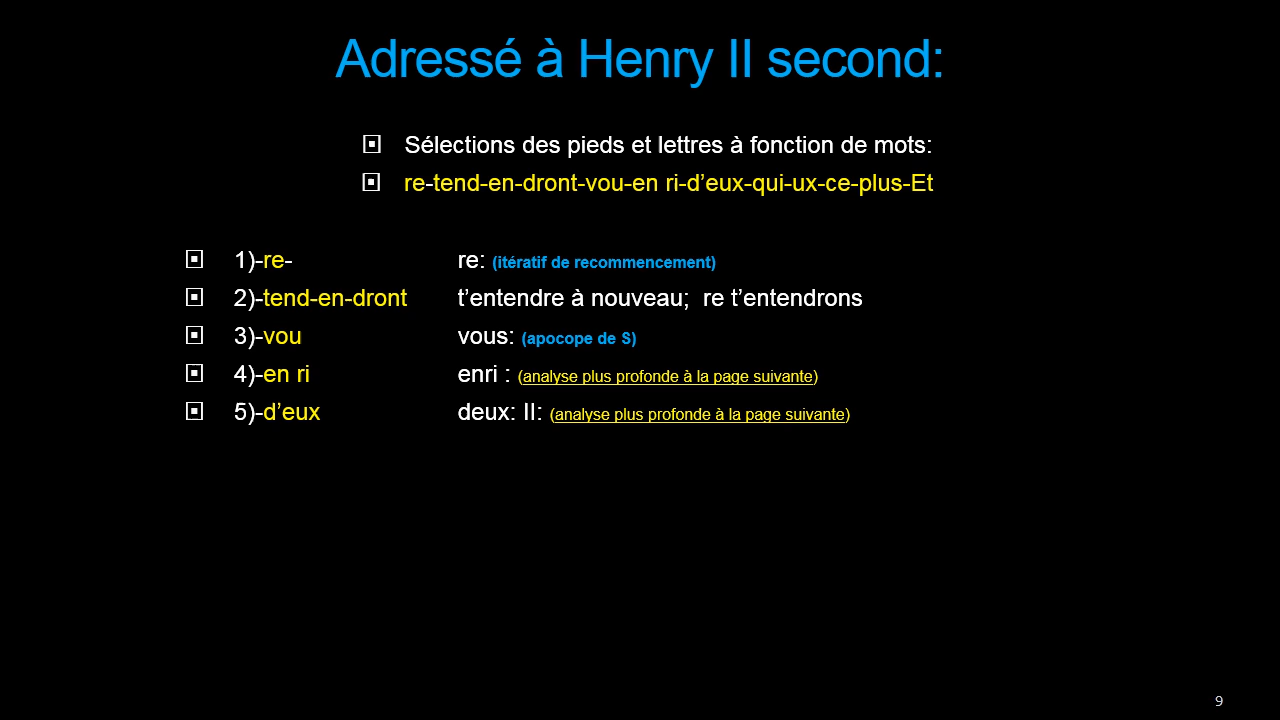 Adressé à Henry II second:
Sélections des pieds et lettres à fonction de mots:
re-tend-en-dront-vou-en ri-d’eux-qui-ux-ce-plus-Et
1)-re- re: (itératif de recommencement)
2)-tend-en-dront t’entendre à nouveau; re t’entendrons
3)-vou vous: (apocope de S)
4)-en ri enri : (analyse plus profonde à la page suivante)
5)-d’eux deux: II: (analyse plus profonde à la page suivante)
9